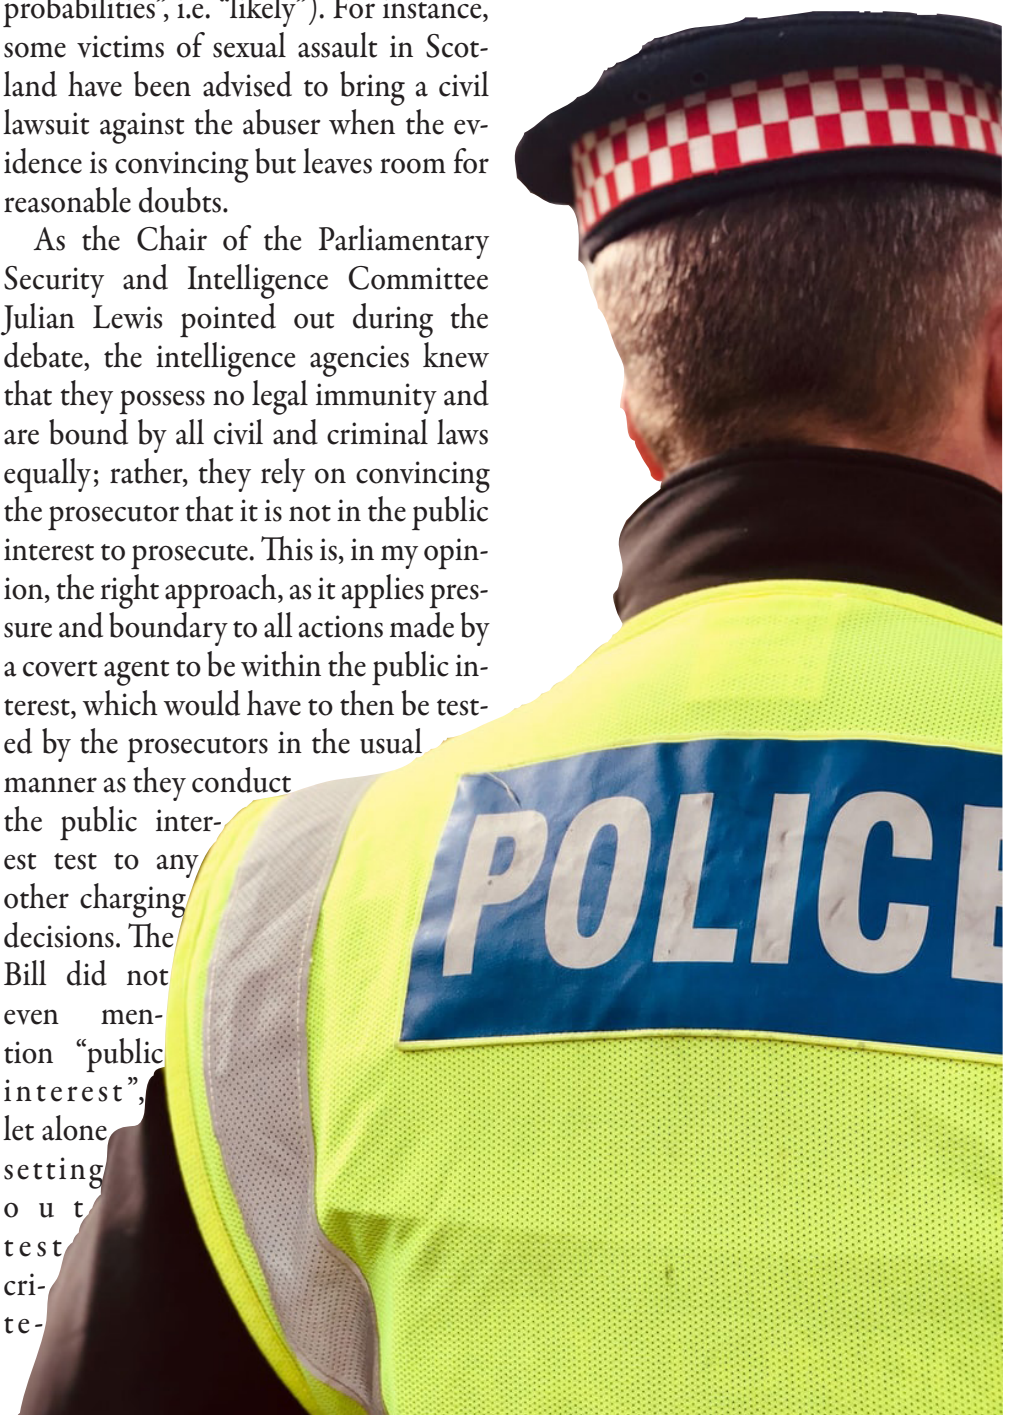 probabilities”, i.e. “likely”). For instance,
some victims of sexual assault in Scot-
land have been advised to bring a civil
lawsuit against the abuser when the ev-
idence is convincing but leaves room for
reasonable doubts.
As the Chair of the Parliamentary
Security and Intelligence Committee
Julian Lewis pointed out during the
debate, the intelligence agencies knew
that they possess no legal immunity and
are bound by all civil and criminal laws
equally; rather, they rely on convincing
the prosecutor that it is not in the public
interest to prosecute. This is, in my opin-
ion, the right approach, as it applies pres-
sure and boundary to all actions made by
a covert agent to be within the public in-
terest, which would have to then be test-
ed by the prosecutors in the usual
manner as they conduct
the public inter-
est test to any
other charging
decisions. The
Bill did not
even men-
tion “public
interest”,
let alone
setting
out
test
cri-
te-
POLICE